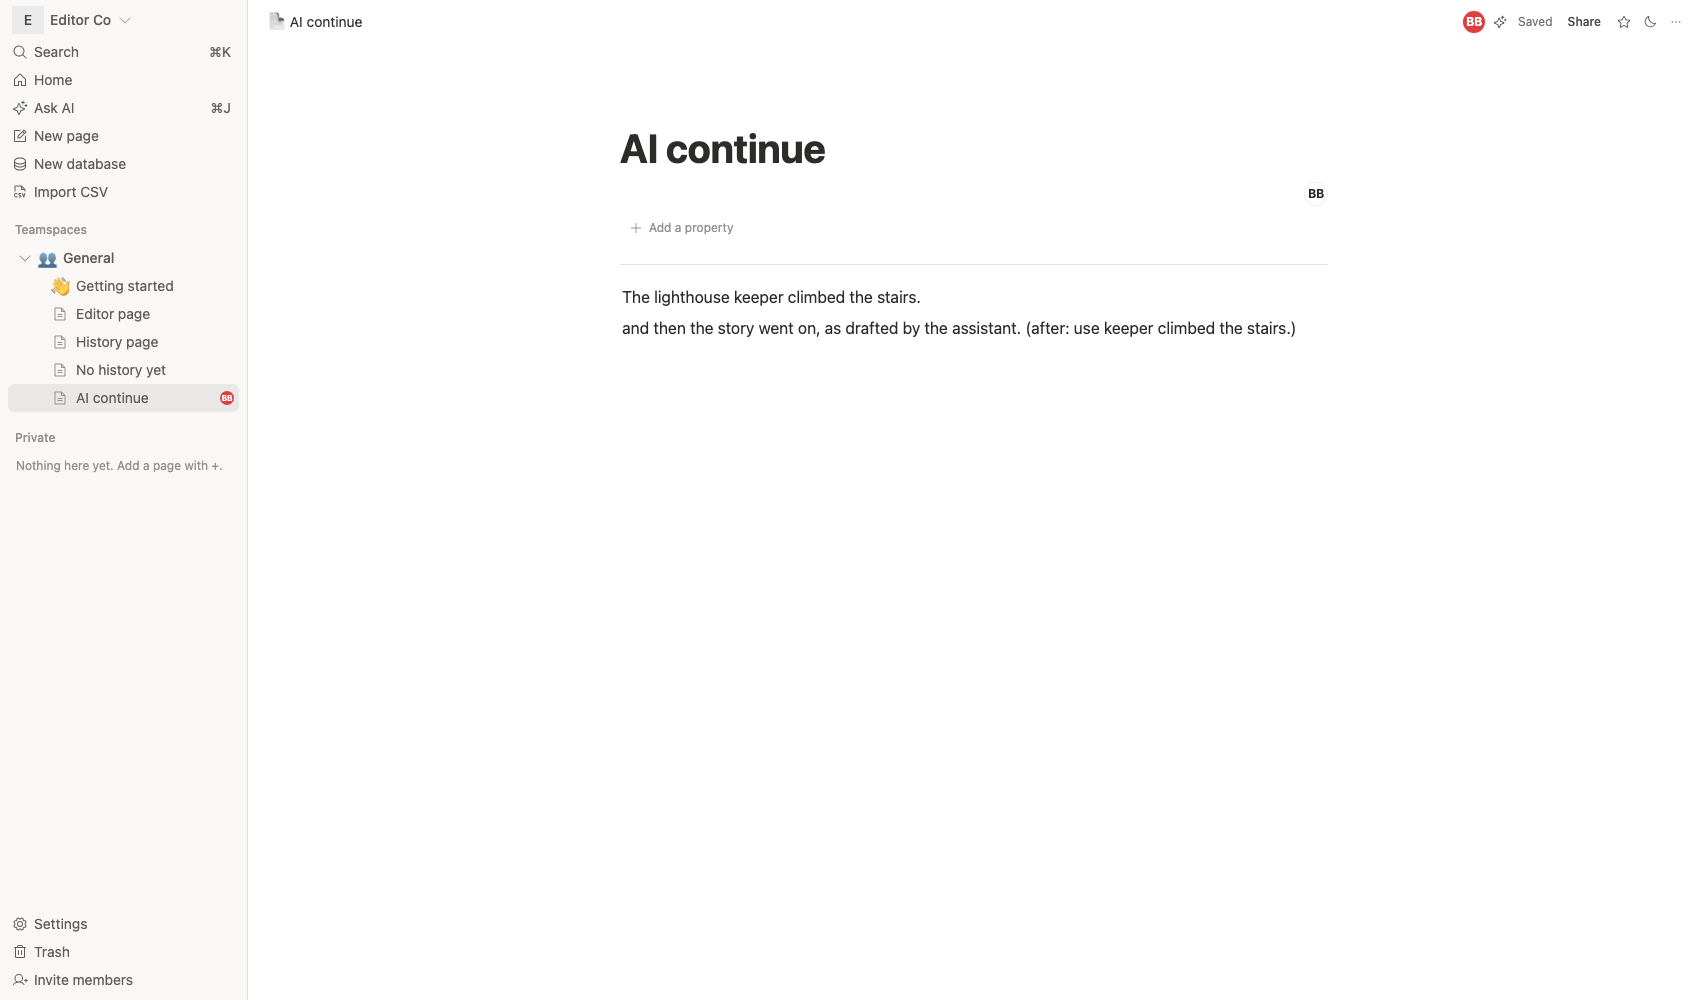 E Editor Co
Search ⌘K
Home
Ask AI ⌘J
New page
New database
Import CSV
Teamspaces
General
Getting started
Editor page
History page
No history yet
AI continue BB
Private
Nothing here yet. Add a page with +.
Settings
Trash
Invite members
AI continue
BB Saved Share
AI continue
BB
Add a property
The lighthouse keeper climbed the stairs.
and then the story went on, as drafted by the assistant. (after: use keeper climbed the stairs.)